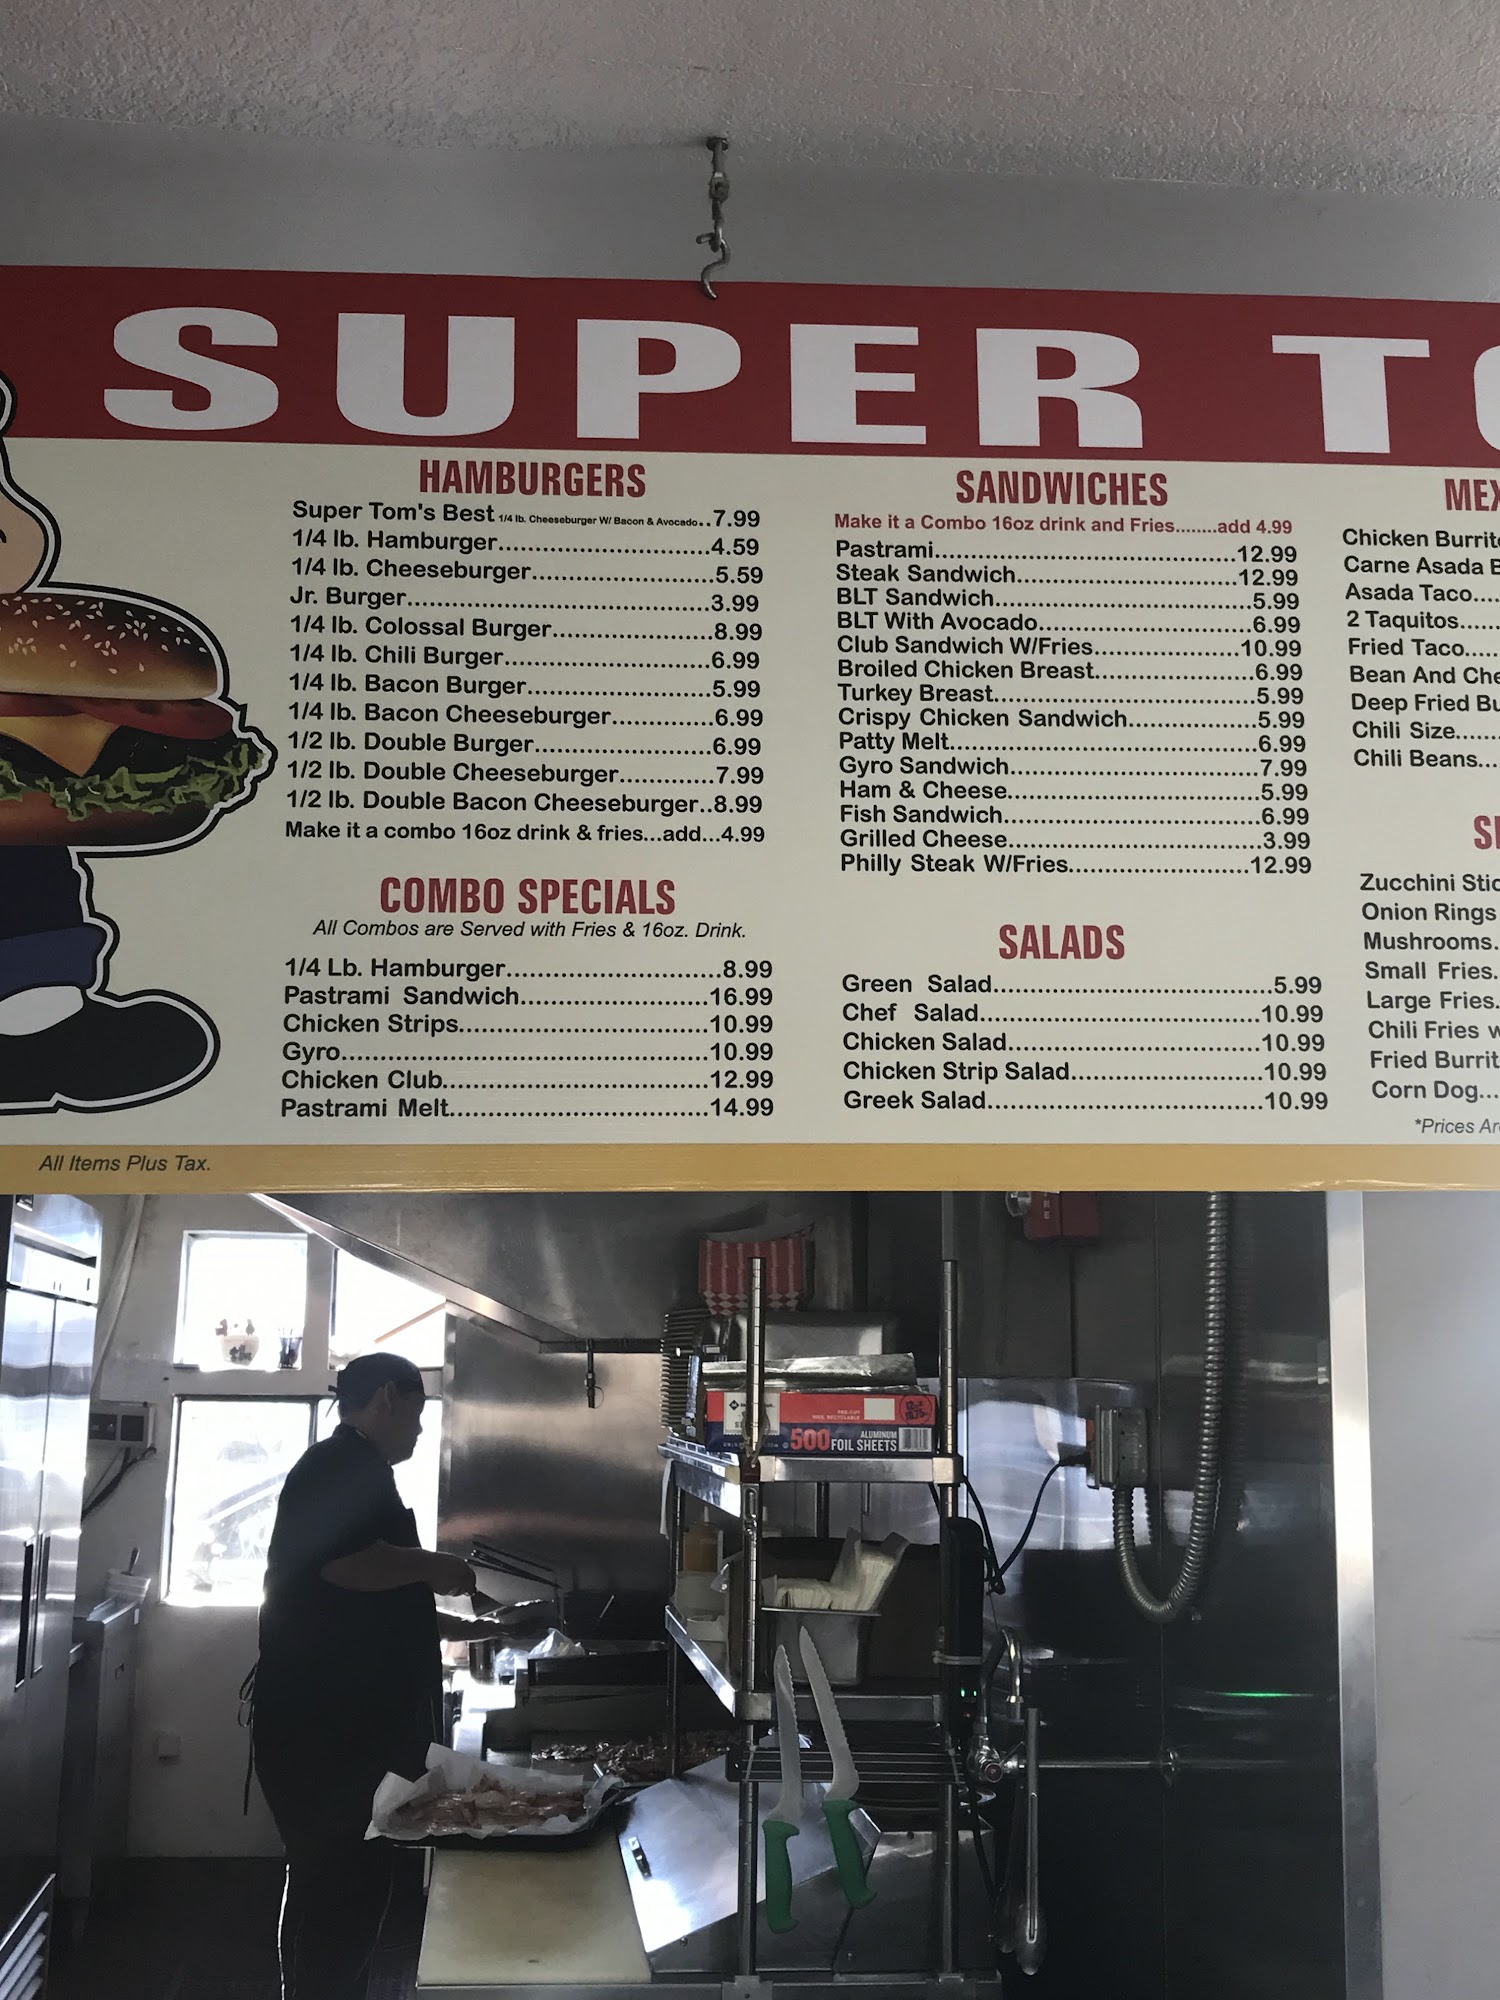 SUPER
HAMBURGERS
Super Tom's Best 1/4 lb. Cheeseburger W/ Bacon & Avocado..7.99
1/4 lb. Hamburger..............................4.59
1/4 lb. Cheeseburger..........................5.59
Jr. Burger.........................................3.99
1/4 lb. Colossal Burger.......................8.99
1/4 lb. Chili Burger.............................6.99
1/4 lb. Bacon Burger..........................5.99
1/4 lb. Bacon Cheeseburger..............6.99
1/2 lb. Double Burger.........................6.99
1/2 lb. Double Cheeseburger.............7.99
1/2 lb. Double Bacon Cheeseburger..8.99
Make it a combo 16oz drink & fries...add...4.99
COMBO SPECIALS
All Combos are Served with Fries & 16oz. Drink.
1/4 Lb. Hamburger..............................8.99
Pastrami Sandwich...........................16.99
Chicken Strips...................................10.99
Gyro..................................................10.99
Chicken Club.....................................12.99
Pastrami Melt....................................14.99
All Items Plus Tax.
SANDWICHES
Make it a Combo 16oz drink and Fries........add 4.99
Pastrami..........................................12.99
Steak Sandwich...............................12.99
BLT Sandwich....................................5.99
BLT With Avocado..............................6.99
Club Sandwich W/Fries....................10.99
Broiled Chicken Breast......................6.99
Turkey Breast.....................................5.99
Crispy Chicken Sandwich..................5.99
Patty Melt...........................................6.99
Gyro Sandwich...................................7.99
Ham & Cheese...................................5.99
Fish Sandwich....................................6.99
Grilled Cheese...................................3.99
Philly Steak W/Fries.........................12.99
SALADS
Green Salad.......................................5.99
Chef Salad.......................................10.99
Chicken Salad...................................10.99
Chicken Strip Salad..........................10.99
Greek Salad......................................10.99
Chicken
Carne Asada
Asada Taco....
2 Taquitos......
Fried Taco.....
Bean And
Deep Fried
Chili Size.......
Chili Beans...
Zucchini
Onion Rings
Mushrooms.
Small Fries.
Large Fries.
Chili Fries
Fried
Corn Dog...
*Prices
500 ALUMINUM
FOIL SHEETS